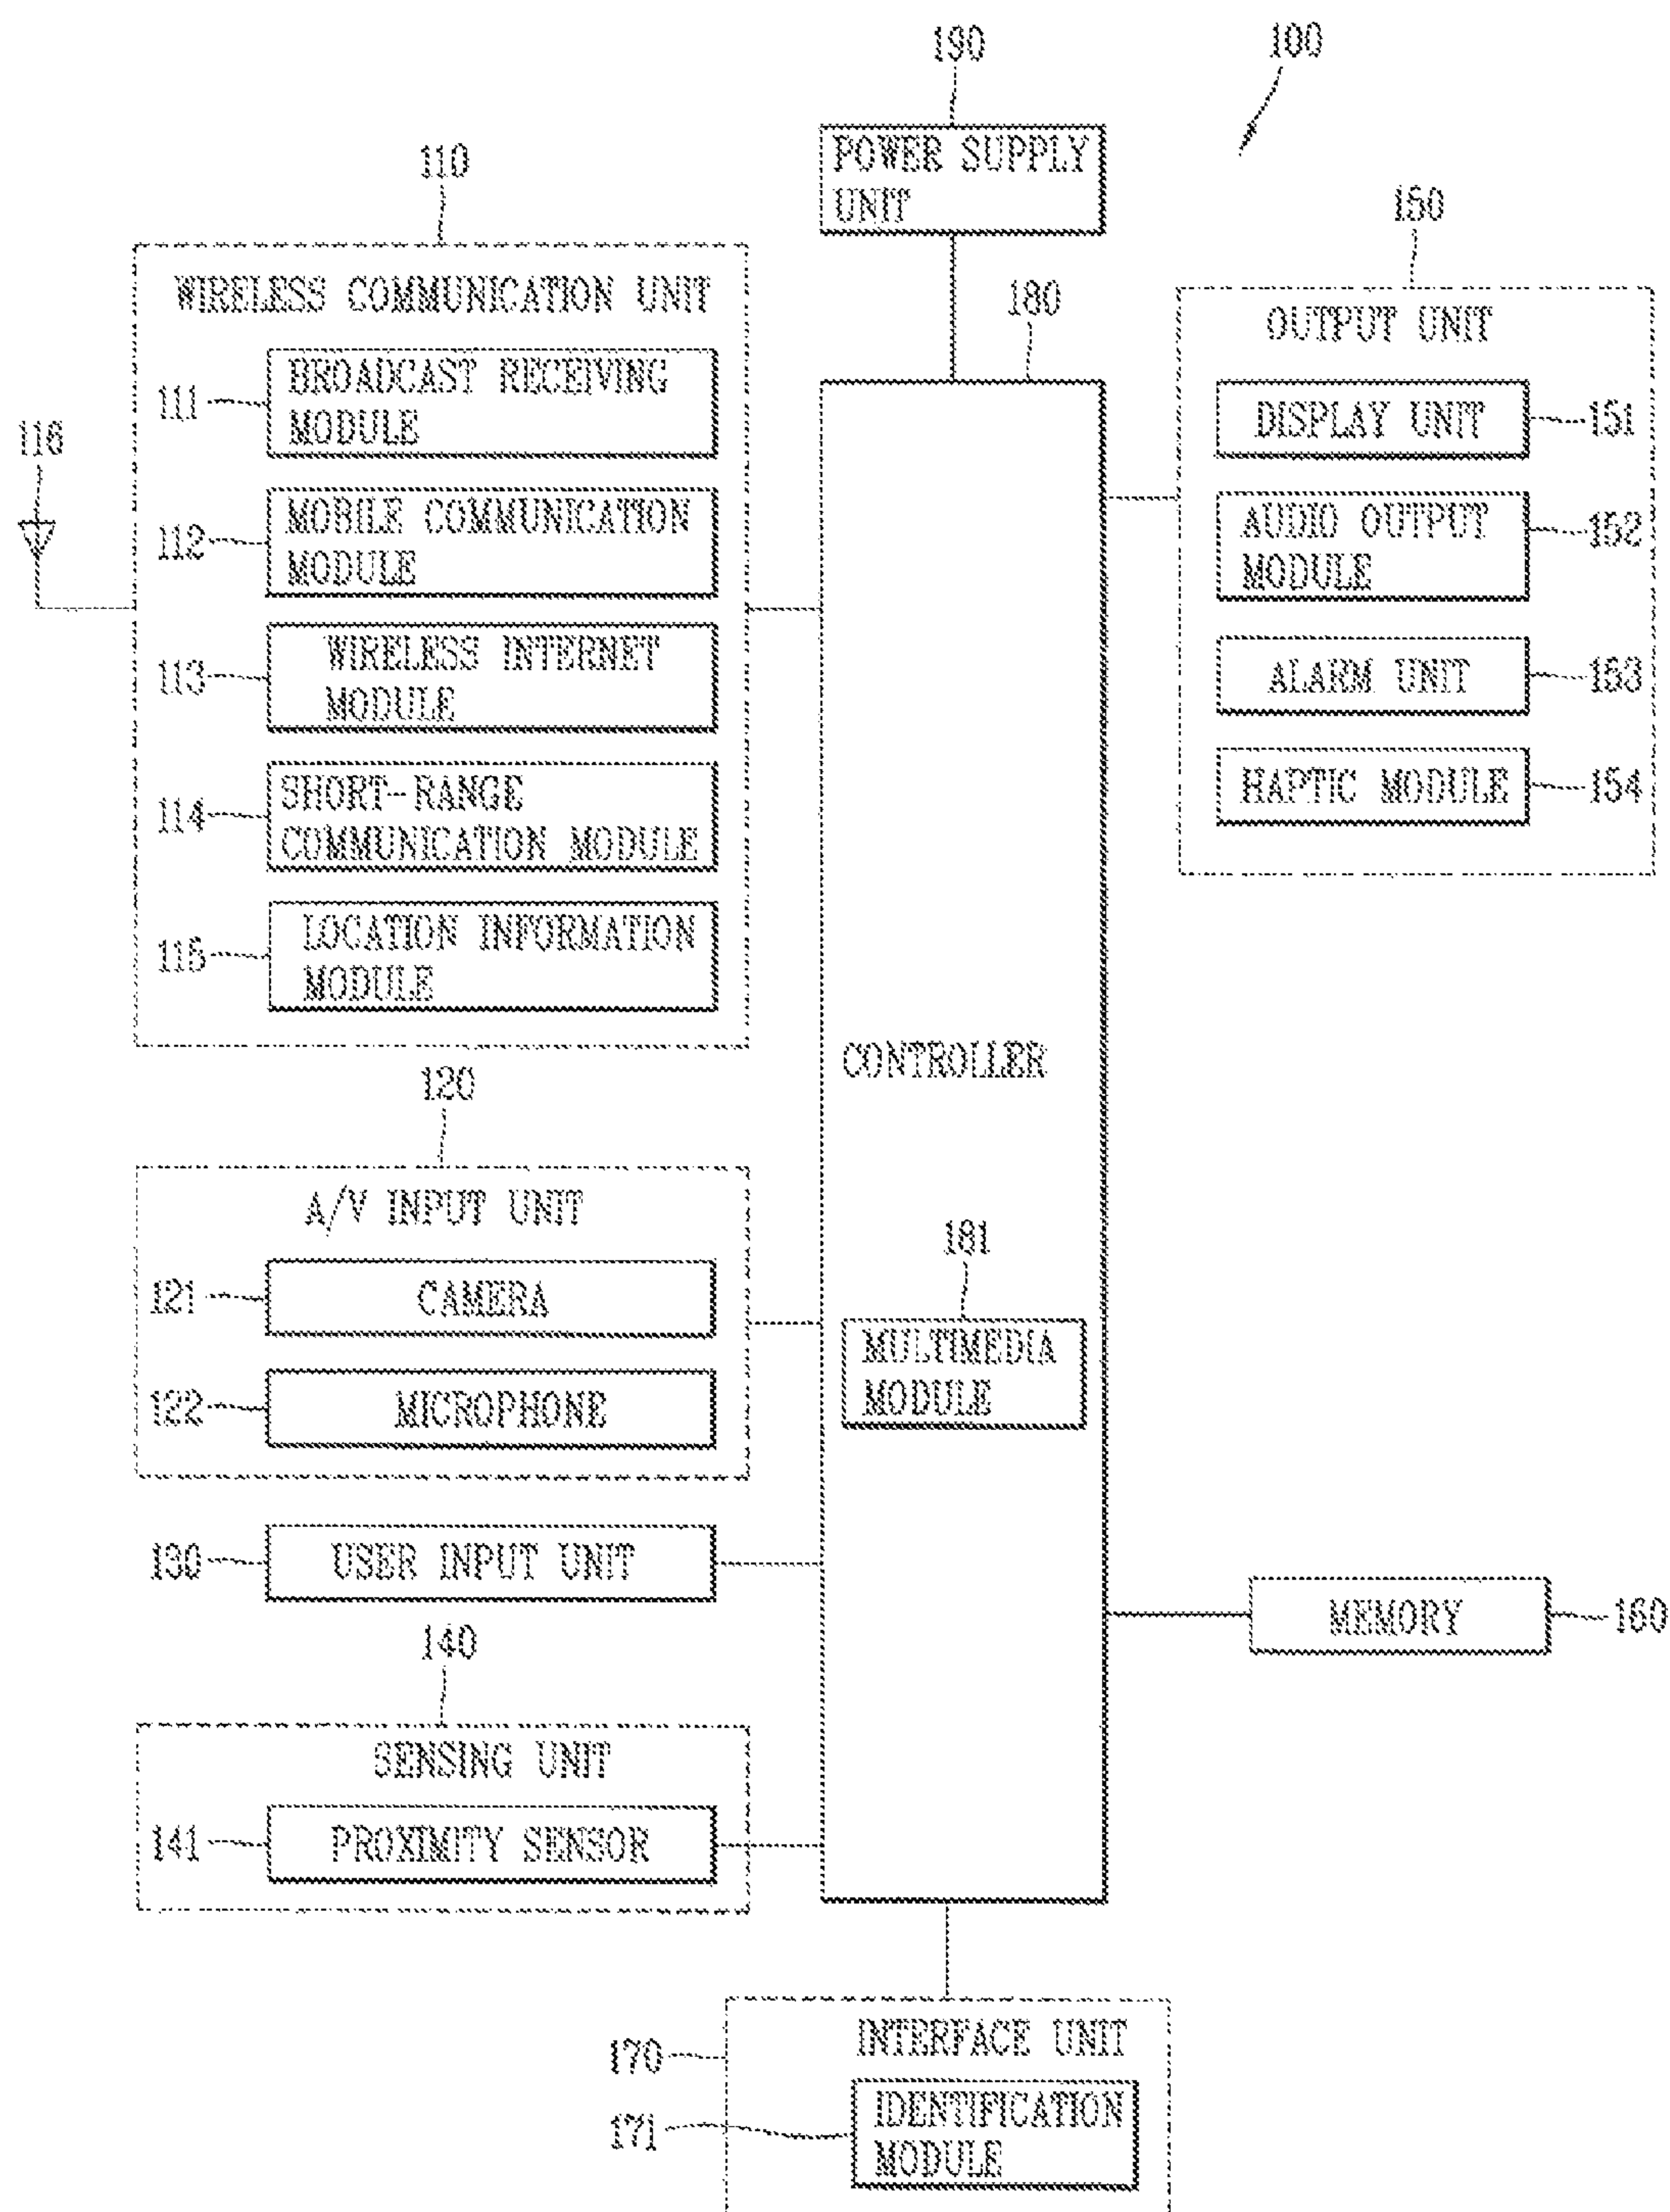 190
100
POWER SUPPLY
UNIT
110
WIRELESS COMMUNICATION UNIT
111
BROADCAST RECEIVING
MODULE
116
112
MOBILE COMMUNICATION
MODULE
113
WIRELESS INTERNET
MODULE
114
SHORT-RANGE
COMMUNICATION MODULE
115
LOCATION INFORMATION
MODULE
120
A/V INPUT UNIT
121
CAMERA
122
MICROPHONE
130
USER INPUT UNIT
140
SENSING UNIT
141
PROXIMITY SENSOR
180
CONTROLLER
181
MULTIMEDIA
MODULE
150
OUTPUT UNIT
DISPLAY UNIT
151
AUDIO OUTPUT
MODULE
152
ALARM UNIT
153
HAPTIC MODULE
154
MEMORY
160
170
INTERFACE UNIT
171
IDENTIFICATION
MODULE